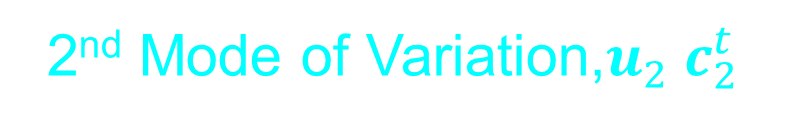 2ⁿᵈ Mode of Variation,𝒖₂ 𝒄₂ᵗ